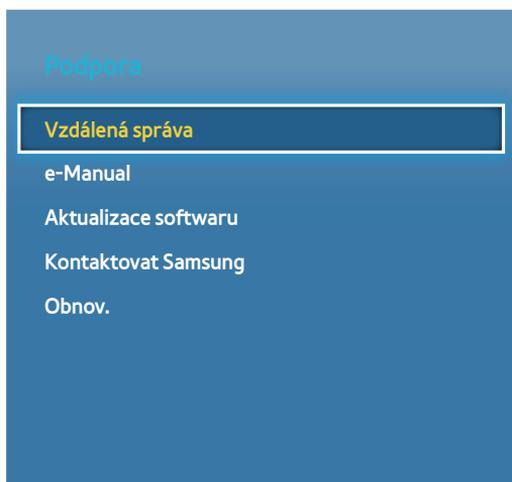 Podpora
Vzdálená správa
e-Manual
Aktualizace softwaru
Kontaktovat Samsung
Obnov.